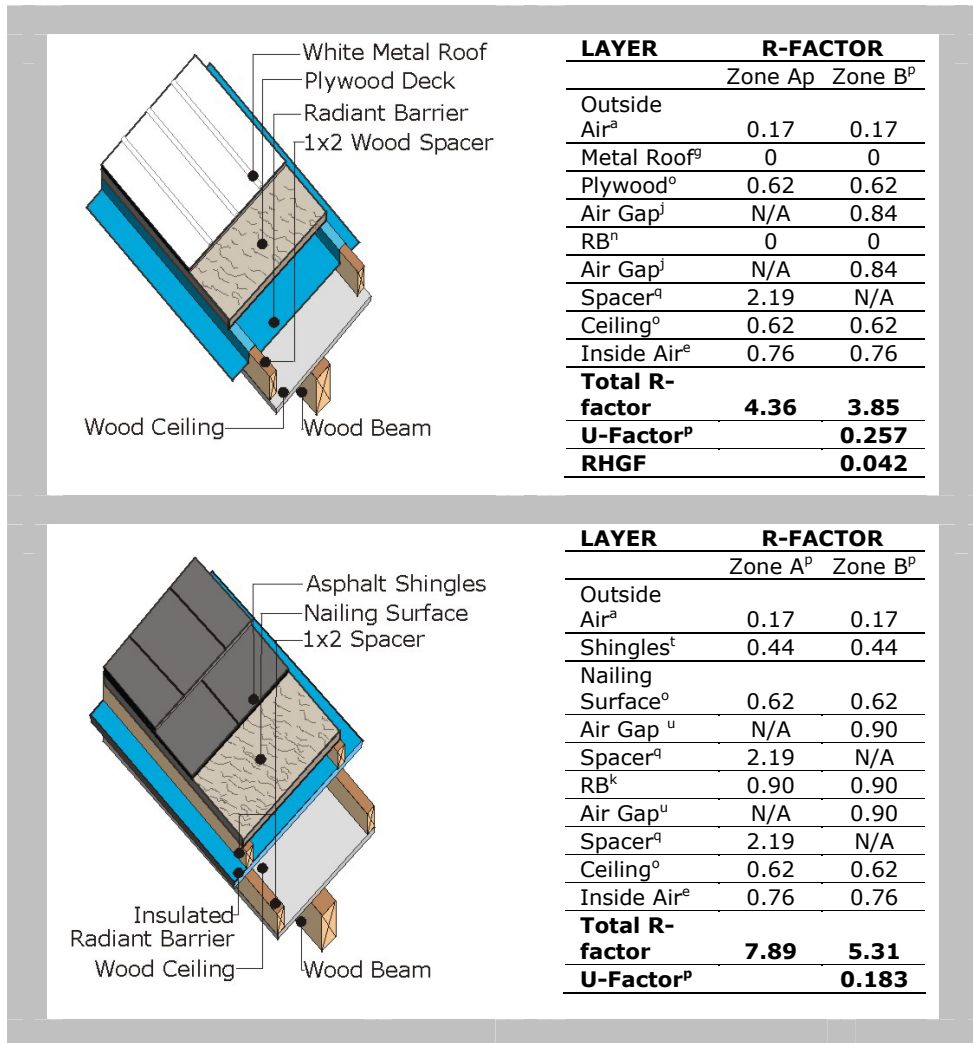 White Metal Roof
Plywood Deck
Radiant Barrier
1x2 Wood Spacer
Wood Ceiling
Wood Beam
LAYER R-FACTOR
Zone Ap Zone Bᵖ
Outside
Airᵃ 0.17 0.17
Metal Roofᵍ 0 0
Plywoodᵒ 0.62 0.62
Air Gapʲ N/A 0.84
RBⁿ 0 0
Air Gapʲ N/A 0.84
Spacer^q 2.19 N/A
Ceilingᵒ 0.62 0.62
Inside Airᵉ 0.76 0.76
Total R-
factor 4.36 3.85
U-Factorᵖ 0.257
RHGF 0.042
Asphalt Shingles
Nailing Surface
1x2 Spacer
Insulated
Radiant Barrier
Wood Ceiling
Wood Beam
LAYER R-FACTOR
Zone Aᵖ Zone Bᵖ
Outside
Airᵃ 0.17 0.17
Shinglesᵗ 0.44 0.44
Nailing
Surfaceᵒ 0.62 0.62
Air Gap ᵘ N/A 0.90
Spacer^q 2.19 N/A
RBᵏ 0.90 0.90
Air Gapᵘ N/A 0.90
Spacer^q 2.19 N/A
Ceilingᵒ 0.62 0.62
Inside Airᵉ 0.76 0.76
Total R-
factor 7.89 5.31
U-Factorᵖ 0.183